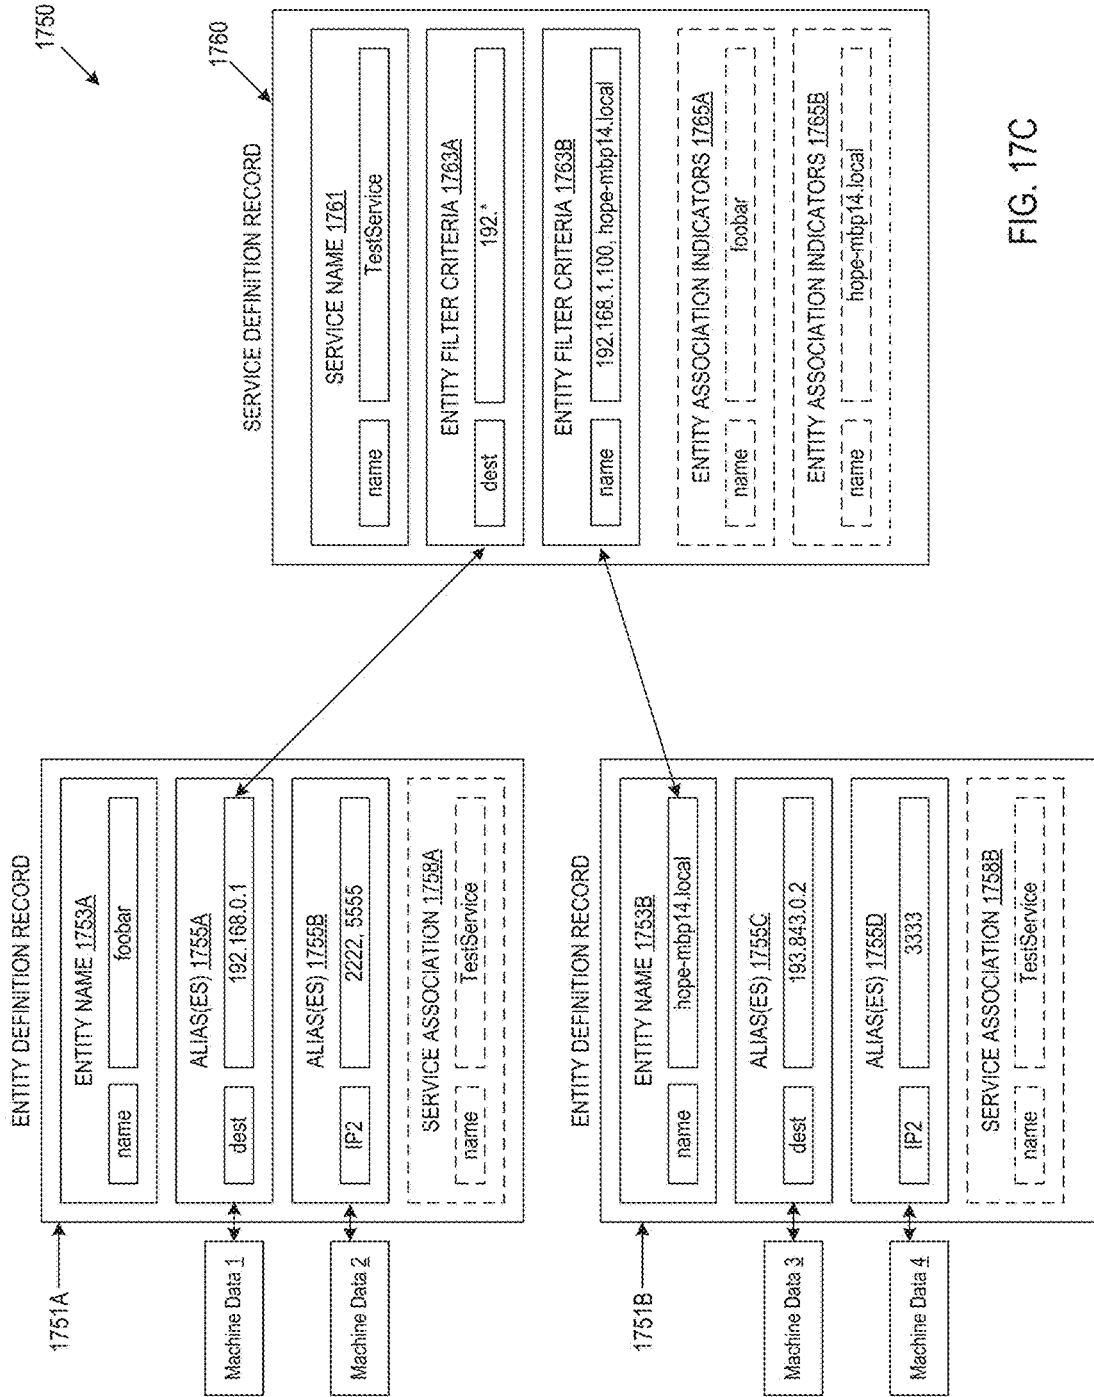 1750
1751A
ENTITY DEFINITION RECORD
ENTITY NAME 1753A
name foobar
ALIAS(ES) 1755A
dest 192.168.0.1
ALIAS(ES) 1755B
IP2 2222, 5555
SERVICE ASSOCIATION 1758A
name TestService
Machine Data 1
Machine Data 2
1751B
ENTITY DEFINITION RECORD
ENTITY NAME 1753B
name hope-mbp14.local
ALIAS(ES) 1755C
dest 193.843.0.2
ALIAS(ES) 1755D
IP2 3333
SERVICE ASSOCIATION 1758B
name TestService
Machine Data 3
Machine Data 4
SERVICE DEFINITION RECORD
1760
SERVICE NAME 1761
name TestService
ENTITY FILTER CRITERIA 1763A
dest 192.*
ENTITY FILTER CRITERIA 1763B
name 192.168.1.100, hope-mbp14.local
ENTITY ASSOCIATION INDICATORS 1765A
name foobar
ENTITY ASSOCIATION INDICATORS 1765B
name hope-mbp14.local
FIG. 17C